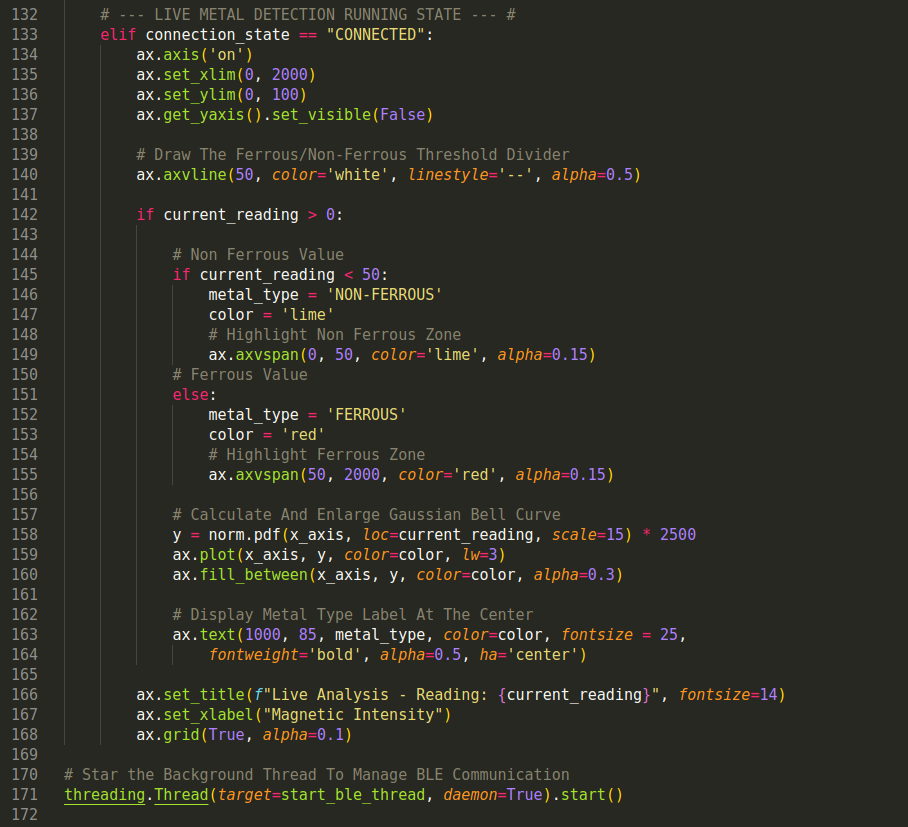 132 # --- LIVE METAL DETECTION RUNNING STATE --- #
133 elif connection_state == "CONNECTED":
134 ax.axis('on')
135 ax.set_xlim(0, 2000)
136 ax.set_ylim(0, 100)
137 ax.get_yaxis().set_visible(False)
138
139 # Draw The Ferrous/Non-Ferrous Threshold Divider
140 ax.axvline(50, color='white', linestyle='--', alpha=0.5)
141
142 if current_reading > 0:
143
144 # Non Ferrous Value
145 if current_reading < 50:
146 metal_type = 'NON-FERROUS'
147 color = 'lime'
148 # Highlight Non Ferrous Zone
149 ax.axvspan(0, 50, color='lime', alpha=0.15)
150 # Ferrous Value
151 else:
152 metal_type = 'FERROUS'
153 color = 'red'
154 # Highlight Ferrous Zone
155 ax.axvspan(50, 2000, color='red', alpha=0.15)
156
157 # Calculate And Enlarge Gaussian Bell Curve
158 y = norm.pdf(x_axis, loc=current_reading, scale=15) * 2500
159 ax.plot(x_axis, y, color=color, lw=3)
160 ax.fill_between(x_axis, y, color=color, alpha=0.3)
161
162 # Display Metal Type Label At The Center
163 ax.text(1000, 85, metal_type, color=color, fontsize = 25,
164 fontweight='bold', alpha=0.5, ha='center')
165
166 ax.set_title(f"Live Analysis - Reading: {current_reading}", fontsize=14)
167 ax.set_xlabel("Magnetic Intensity")
168 ax.grid(True, alpha=0.1)
169
170 # Star the Background Thread To Manage BLE Communication
171 threading.Thread(target=start_ble_thread, daemon=True).start()
172